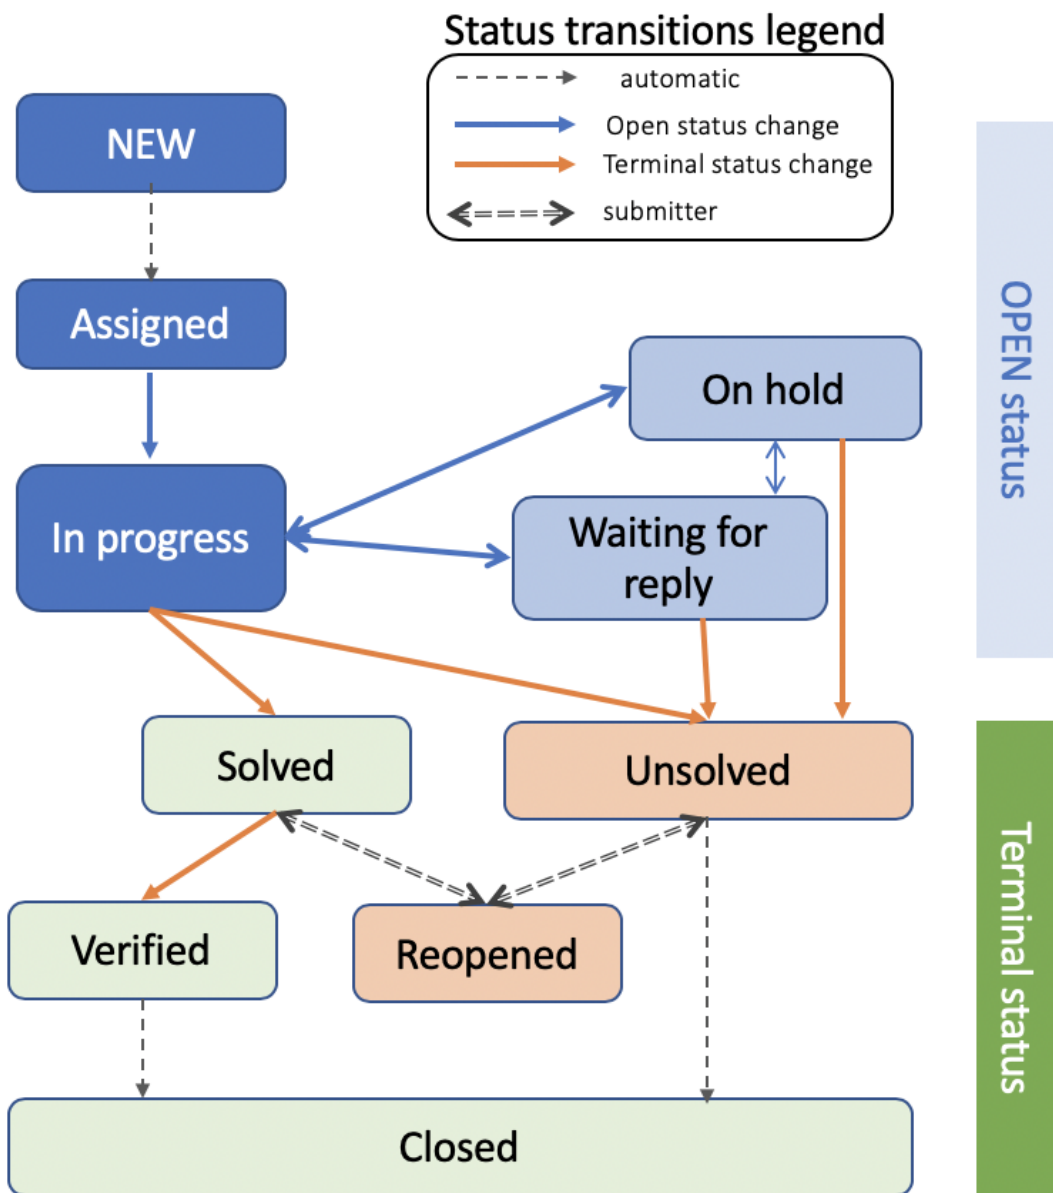 Status transitions legend
automatic
Open status change
Terminal status change
submitter
NEW
Assigned
On hold
In progress
Waiting for
reply
Solved
Unsolved
Verified
Reopened
Closed
OPEN status
Terminal status